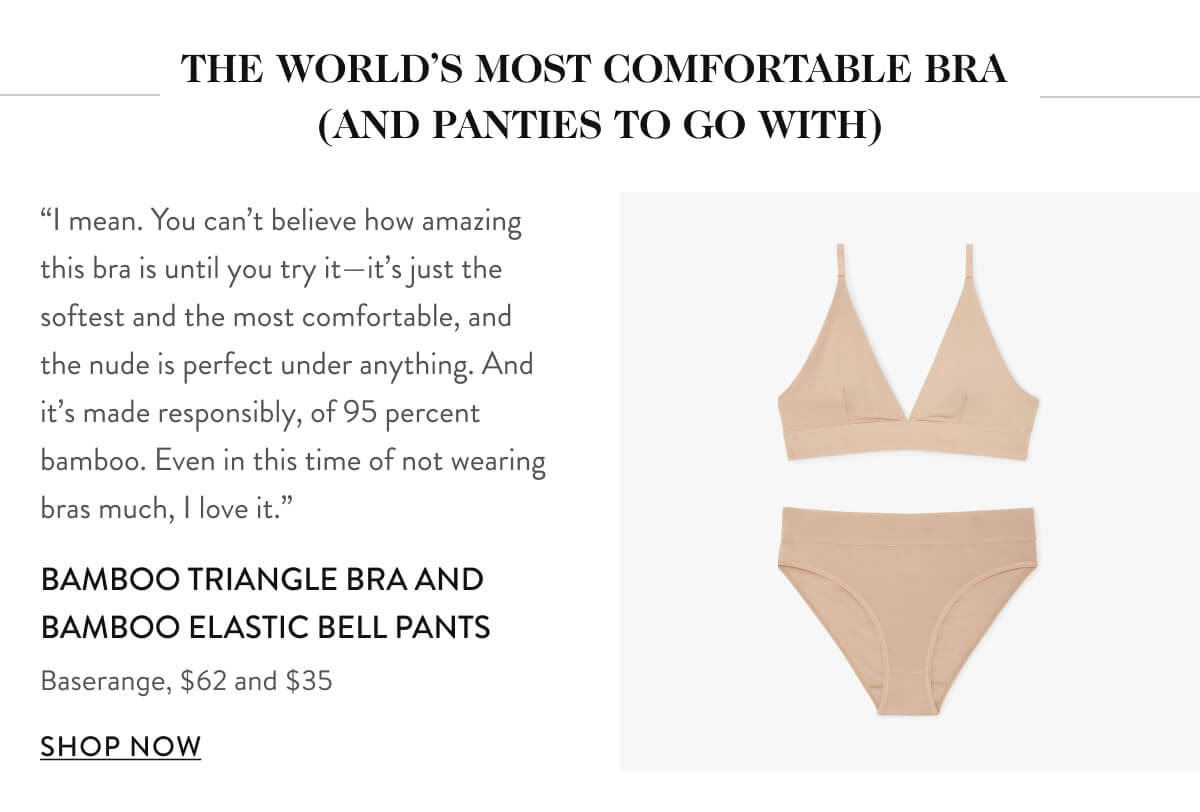 THE WORLD’S MOST COMFORTABLE BRA
(AND PANTIES TO GO WITH)
“I mean. You can’t believe how amazing
this bra is until you try it—it’s just the
softest and the most comfortable, and
the nude is perfect under anything. And
it’s made responsibly, of 95 percent
bamboo. Even in this time of not wearing
bras much, I love it.”
BAMBOO TRIANGLE BRA AND
BAMBOO ELASTIC BELL PANTS
Baserange, $62 and $35
SHOP NOW